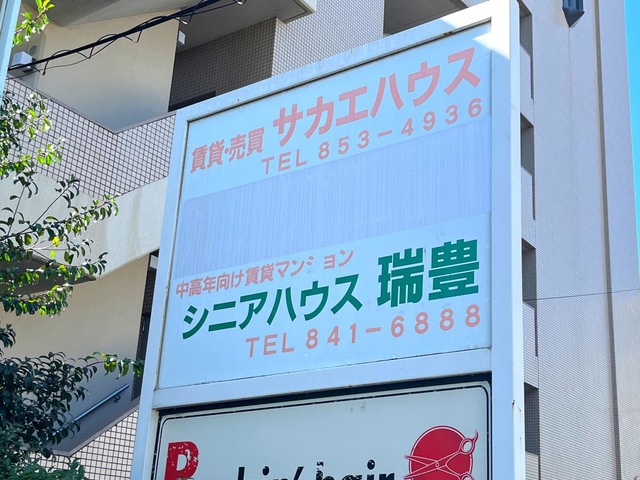 賃貸・売買 サカエハウス
TEL 853-4936
中高年向け賃貸マンション
シニアハウス 瑞豊
TEL 841-6888
hair